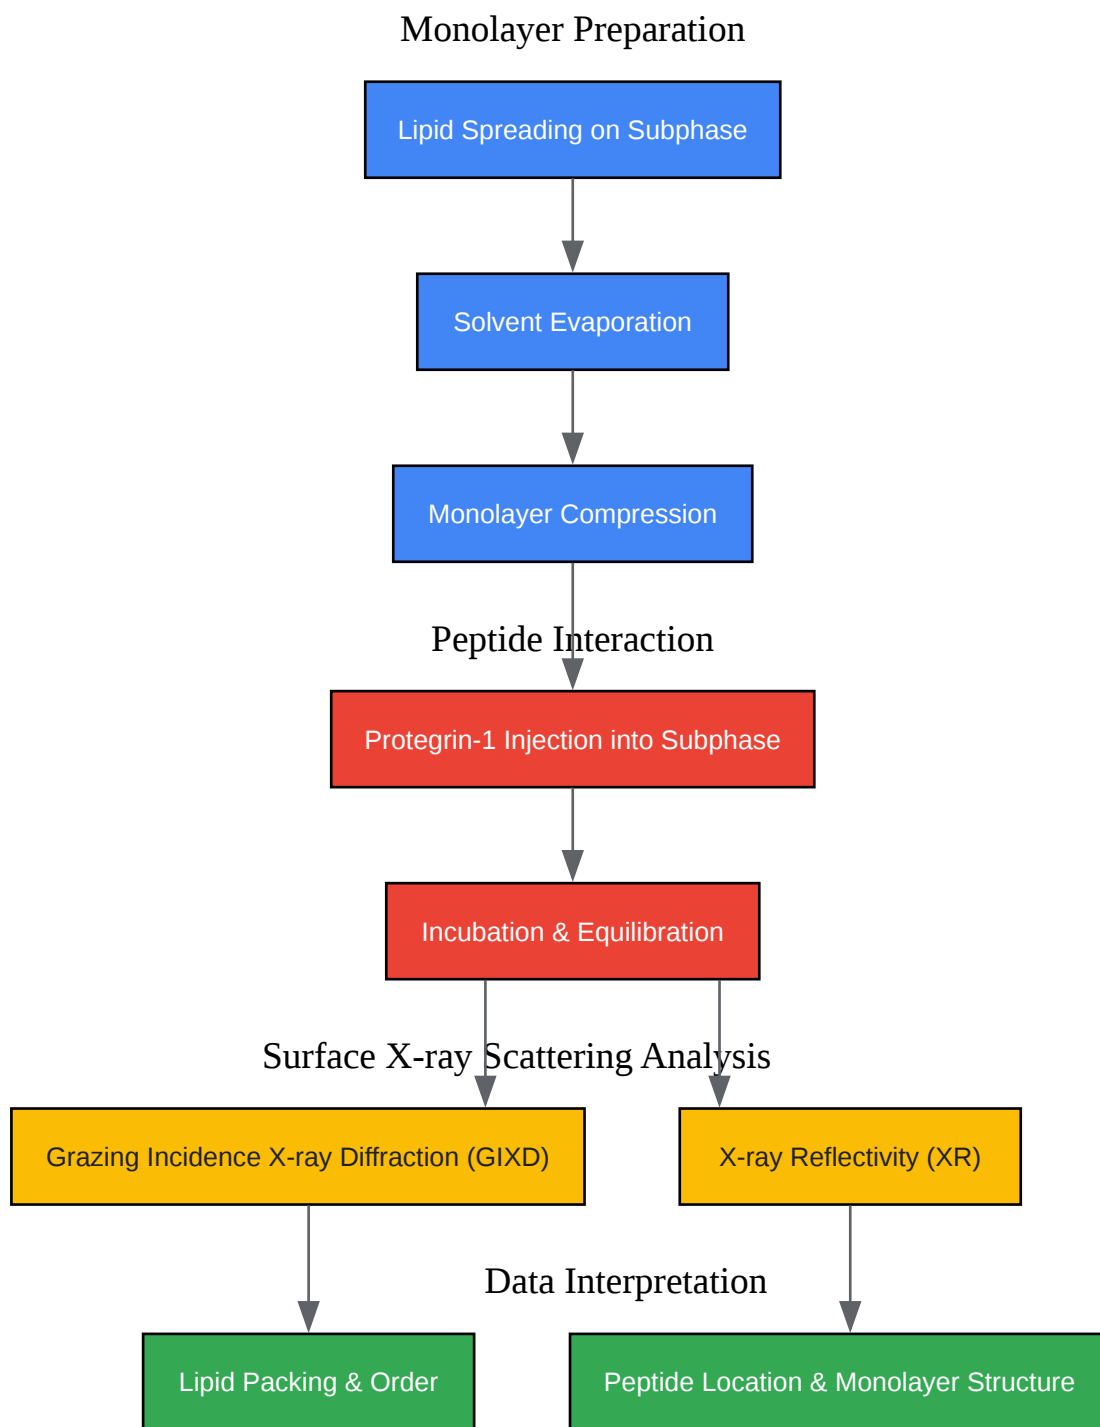 Monolayer Preparation
Lipid Spreading on Subphase
Solvent Evaporation
Monolayer Compression
Peptide Interaction
Protegrin-1 Injection into Subphase
Incubation & Equilibration
Surface X-ray Scattering Analysis
Grazing Incidence X-ray Diffraction (GIXD)
X-ray Reflectivity (XR)
Data Interpretation
Lipid Packing & Order
Peptide Location & Monolayer Structure